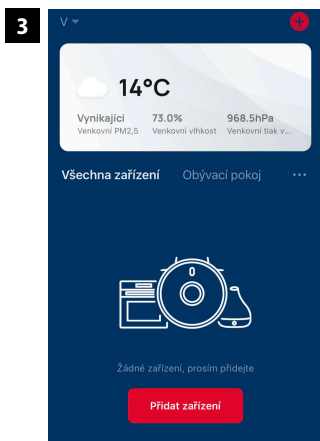 3
V
14°C
Vynikající 73.0% 968.5hPa
Venkovní PM2,5 Venkovní vlhkost Venkovní tlak v...
Všechna zařízení Obývací pokoj ...
Žádné zařízení, prosím přidejte
Přidat zařízení